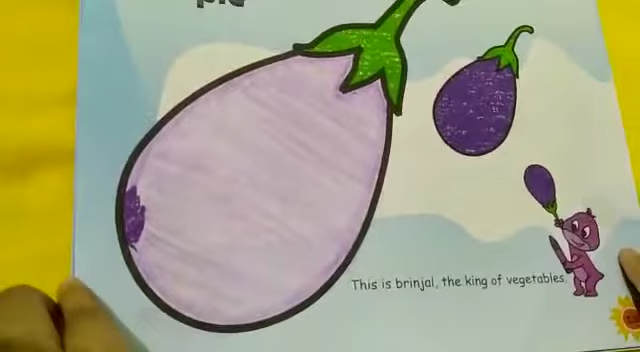 This is brinjal, the king of vegetables.